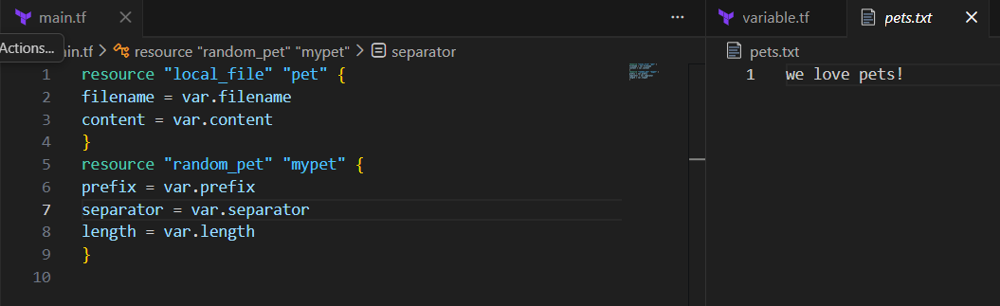 main.tf
...
variable.tf
pets.txt
Actions...
in.tf > resource "random_pet" "mypet" > separator
pets.txt
1 resource "local_file" "pet" {
2 filename = var.filename
3 content = var.content
4 }
5 resource "random_pet" "mypet" {
6 prefix = var.prefix
7 separator = var.separator
8 length = var.length
9 }
10
1 we love pets!